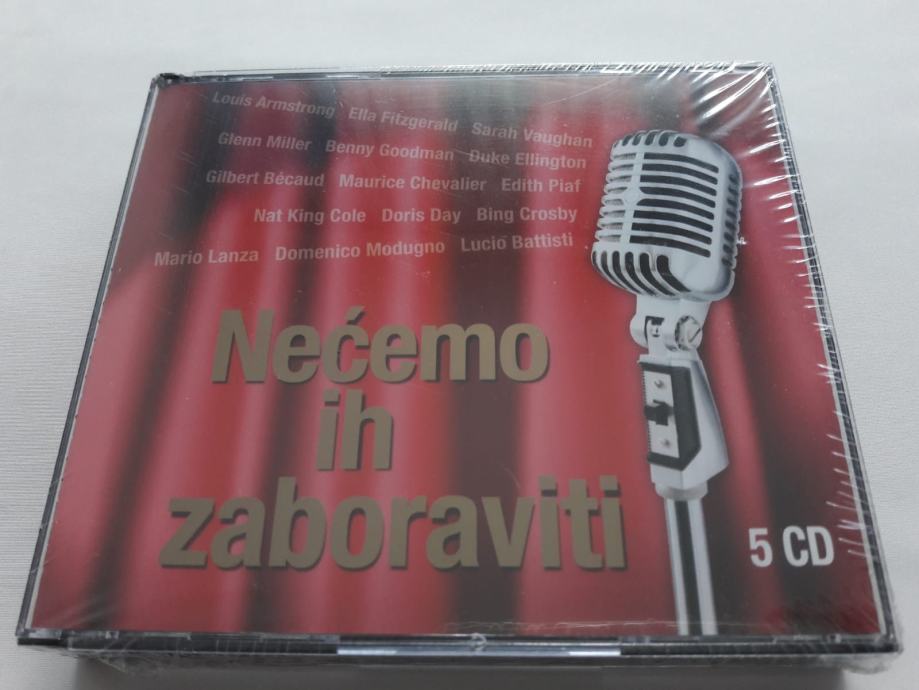 Louis Armstrong Ella Fitzgerald Sarah Vaughan
Glenn Miller Benny Goodman Duke Ellington
Gilbert Bécaud Maurice Chevalier Edith Piaf
Nat King Cole Doris Day Bing Crosby
Mario Lanza Domenico Modugno Lucio Battisti
Nećemo
ih
zaboraviti
5 CD